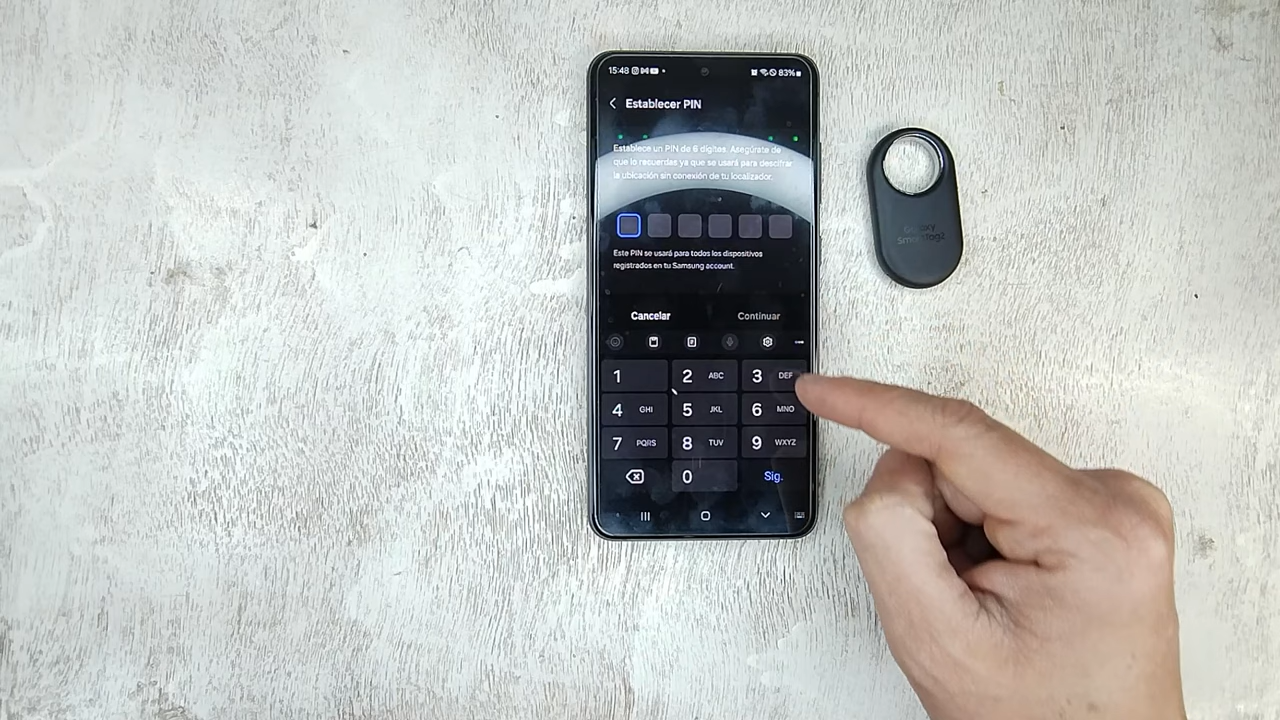 15:48 83%
Establecer PIN
Establece un PIN de 6 dígitos. Asegúrate de
que lo recuerdas ya que se usará para descifrar
la ubicación sin conexión de tu localizador.
Este PIN se usará para todos los dispositivos
registrados en tu Samsung account.
Cancelar Continuar
1 2 ABC 3 DEF
4 GHI 5 JKL 6 MNO
7 PQRS 8 TUV 9 WXYZ
0 Sig.
Galaxy
SmartTag2